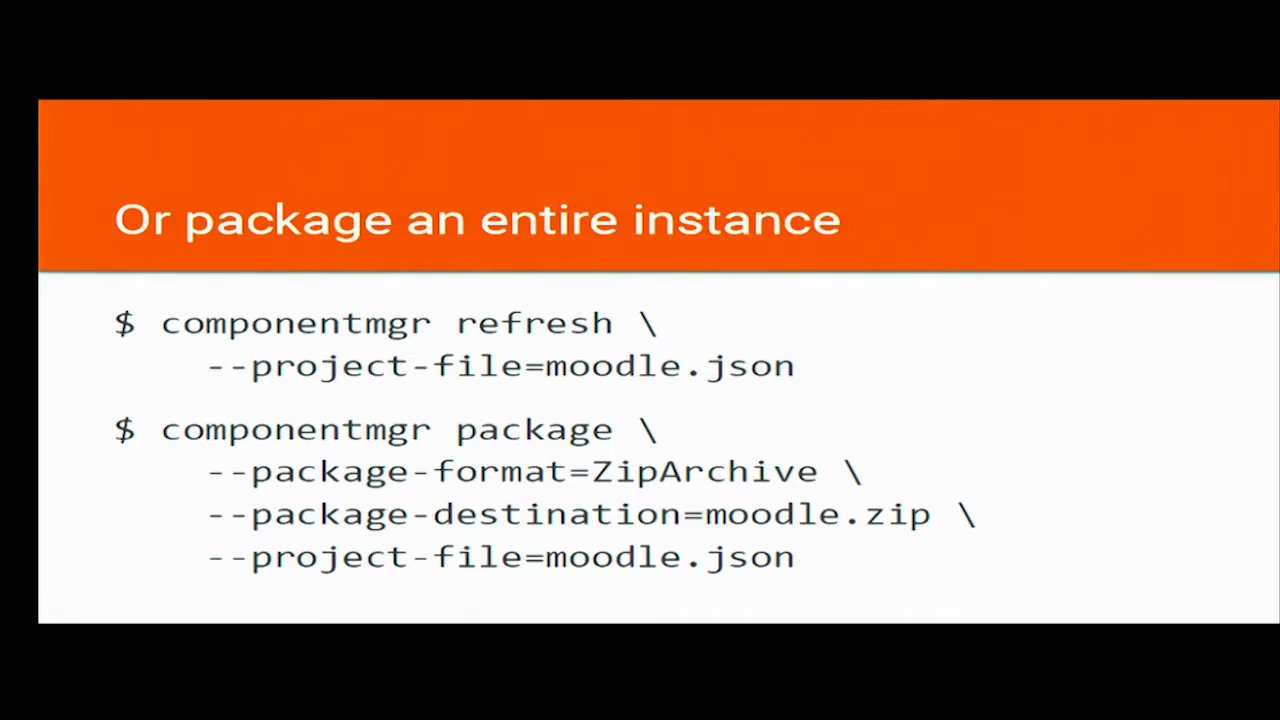 Or package an entire instance
$ componentmgr refresh \
--project-file=moodle.json
$ componentmgr package \
--package-format=ZipArchive \
--package-destination=moodle.zip \
--project-file=moodle.json